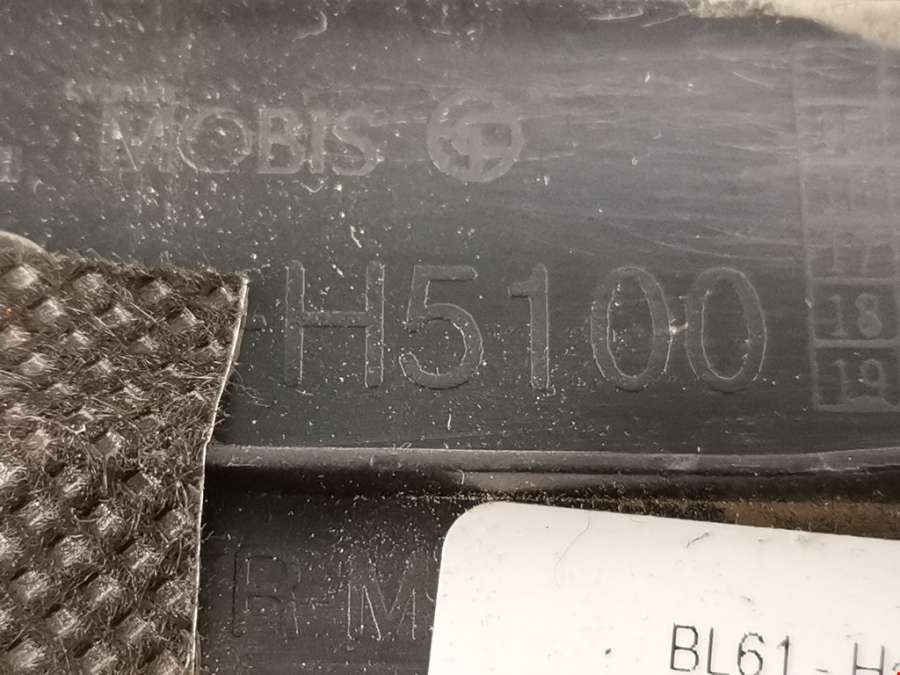 MOBIS
-H5100
18
19
R-M
BL61-H